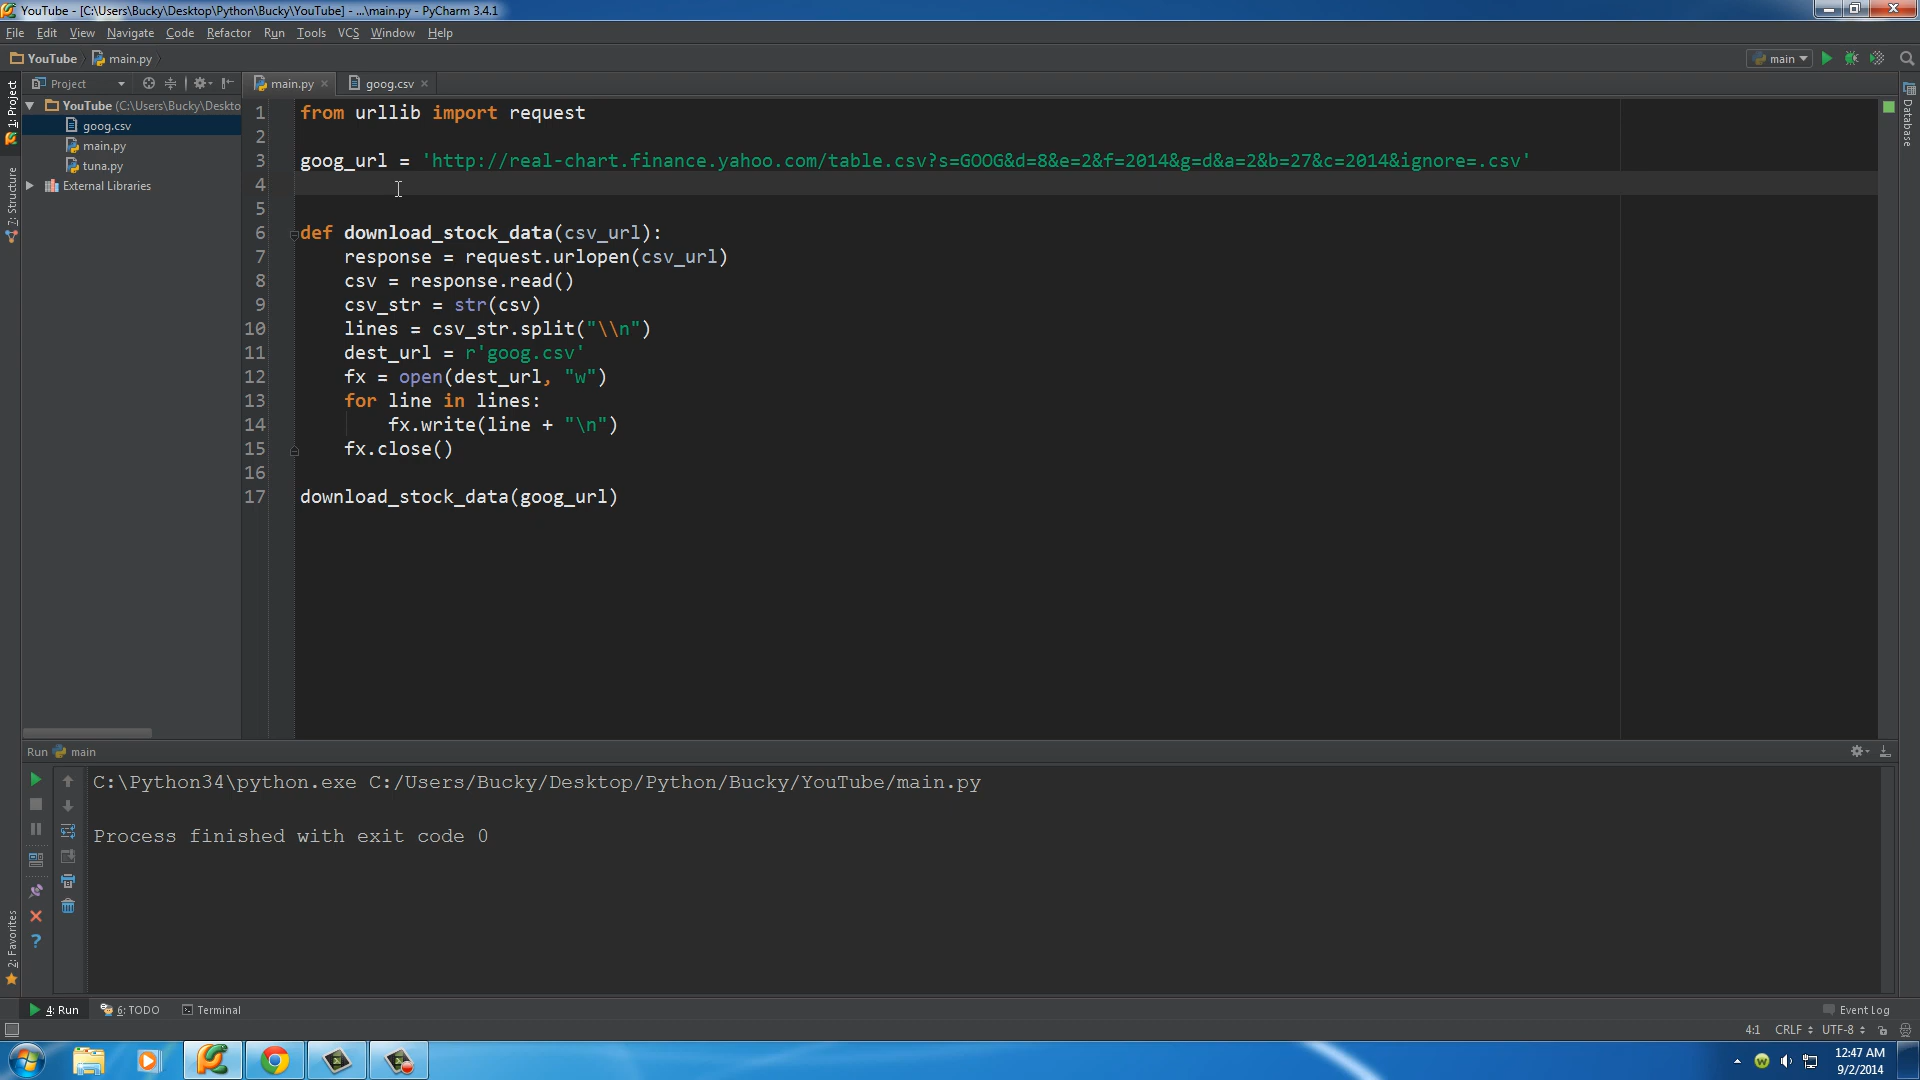 YouTube - [C:\Users\Bucky\Desktop\Python\Bucky\YouTube] - ...\main.py - PyCharm 3.4.1
File Edit View Navigate Code Refactor Run Tools VCS Window Help
YouTube main.py main
Project main.py goog.csv
1: Project
7: Structure
2: Favorites
Database
YouTube (C:\Users\Bucky\Deskto
goog.csv
main.py
tuna.py
External Libraries
1 from urllib import request
2
3 goog_url = 'http://real-chart.finance.yahoo.com/table.csv?s=GOOG&d=8&e=2&f=2014&g=d&a=2&b=27&c=2014&ignore=.csv'
4
5
6 def download_stock_data(csv_url):
7 response = request.urlopen(csv_url)
8 csv = response.read()
9 csv_str = str(csv)
10 lines = csv_str.split("\\n")
11 dest_url = r'goog.csv'
12 fx = open(dest_url, "w")
13 for line in lines:
14 fx.write(line + "\n")
15 fx.close()
16
17 download_stock_data(goog_url)
Run main
C:\Python34\python.exe C:/Users/Bucky/Desktop/Python/Bucky/YouTube/main.py
Process finished with exit code 0
4: Run 6: TODO Terminal Event Log
4:1 CRLF UTF-8
12:47 AM
9/2/2014